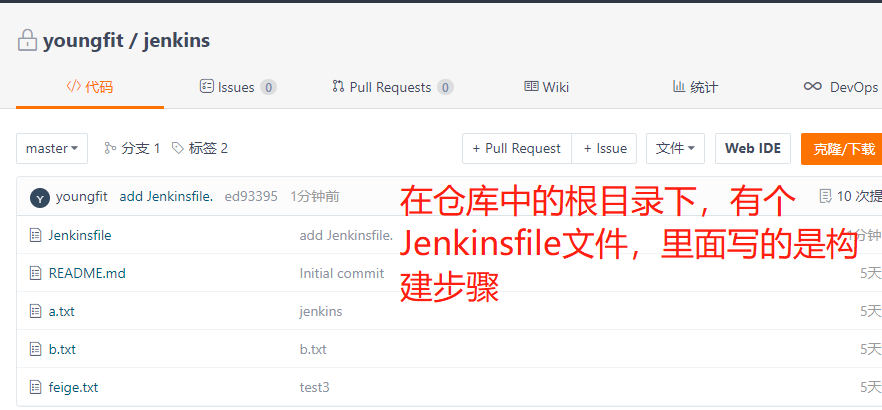 youngfit / jenkins
代码 Issues 0 Pull Requests 0 Wiki 统计 DevOps
master 分支 1 标签 2 + Pull Request + Issue 文件 Web IDE 克隆/下载
Y youngfit add Jenkinsfile. ed93395 1分钟前 10 次提
在仓库中的根目录下，有个
Jenkinsfile文件，里面写的是构
建步骤
Jenkinsfile add Jenkinsfile. 1分钟
README.md Initial commit 5天
a.txt jenkins 5天
b.txt b.txt 5天
feige.txt test3 5天